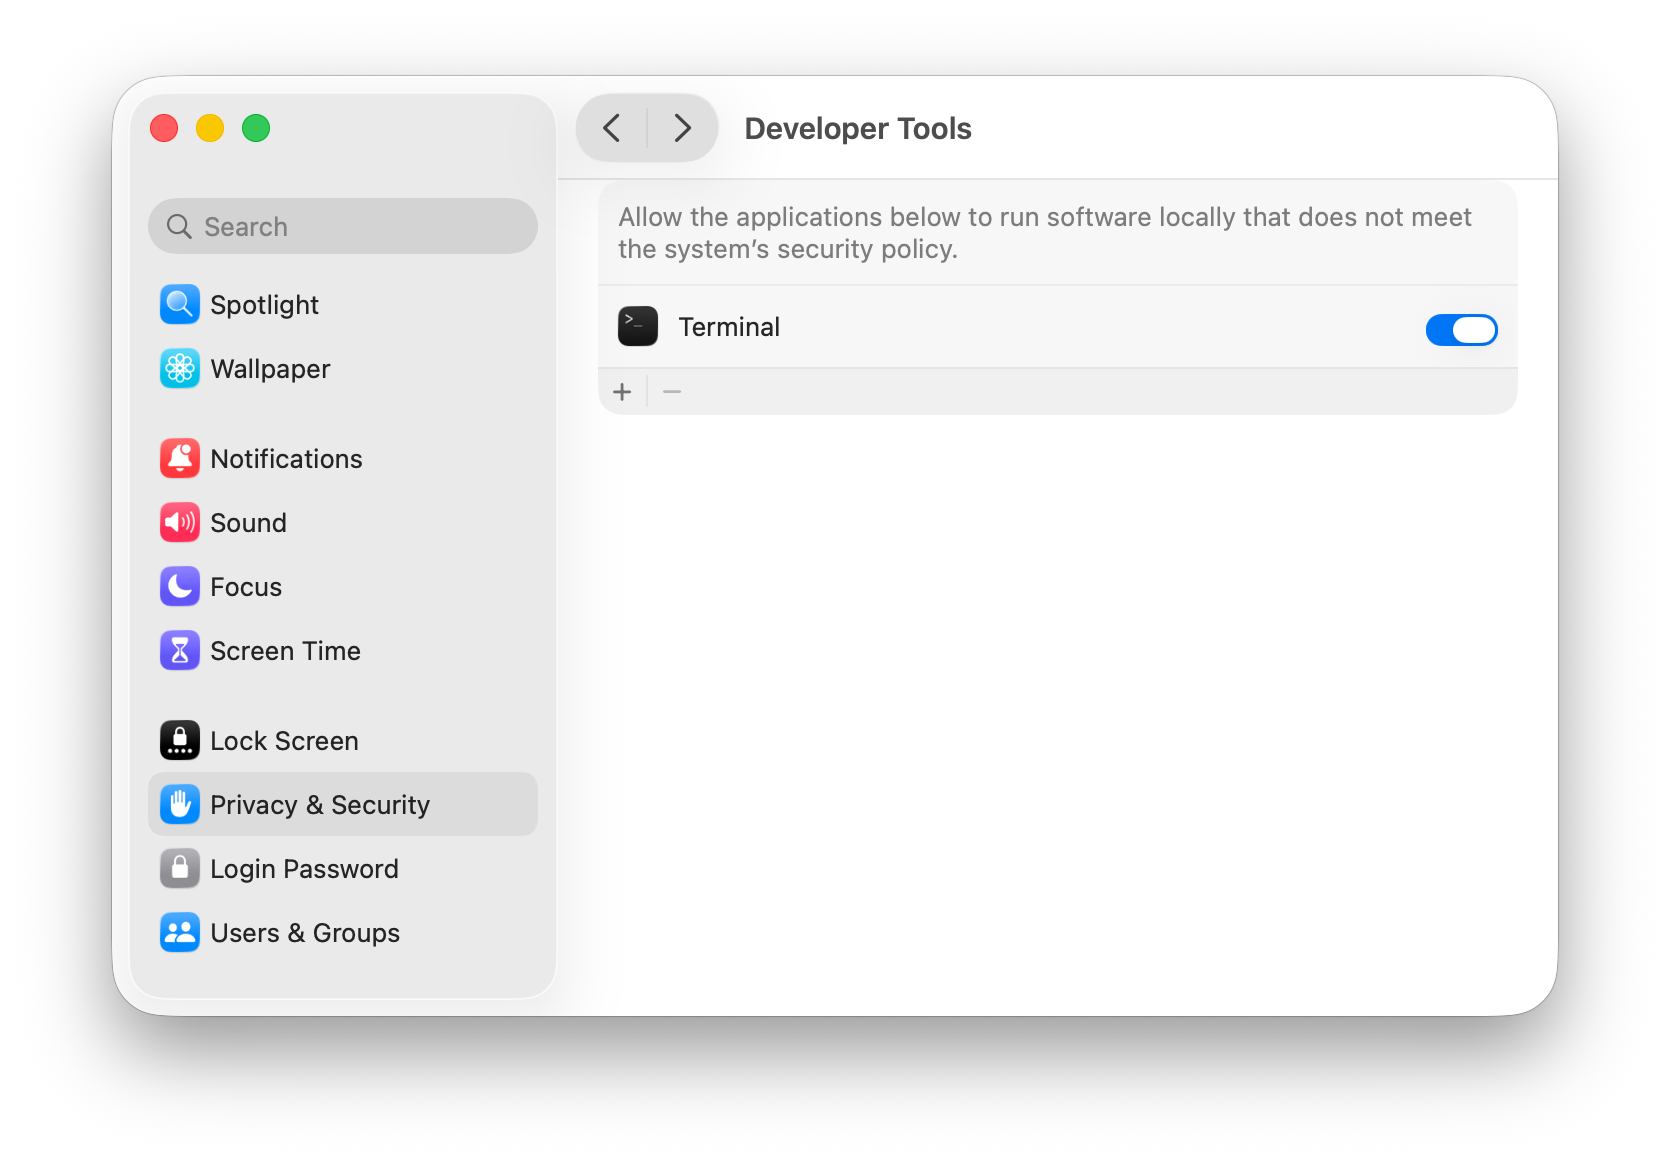 Developer Tools
Search
Spotlight
Wallpaper
Notifications
Sound
Focus
Screen Time
Lock Screen
Privacy & Security
Login Password
Users & Groups
Allow the applications below to run software locally that does not meet
the system’s security policy.
Terminal